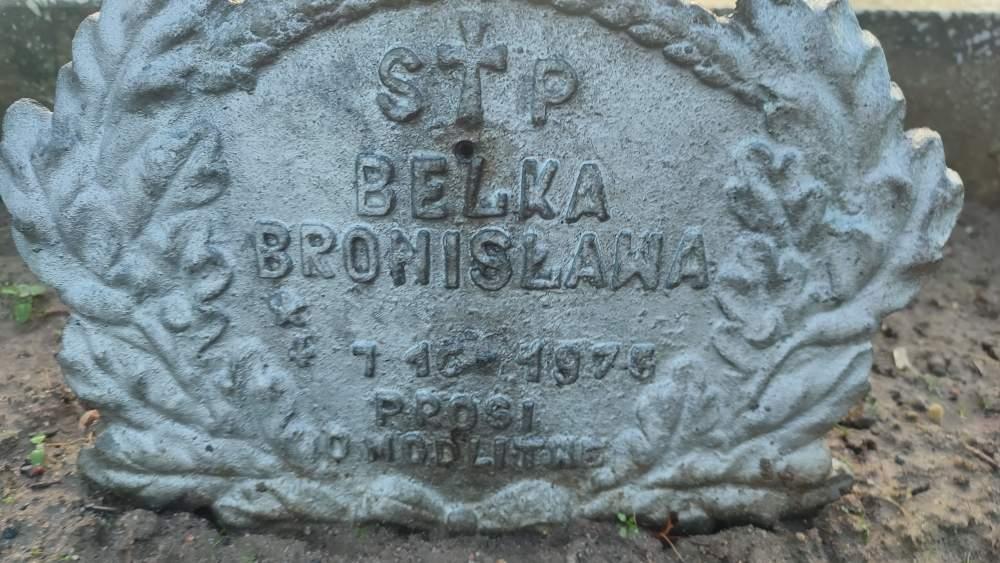 S † P
BELKA
BRONISŁAWA
*
† 7 10 - 1975
PROSI
O MODLITWE